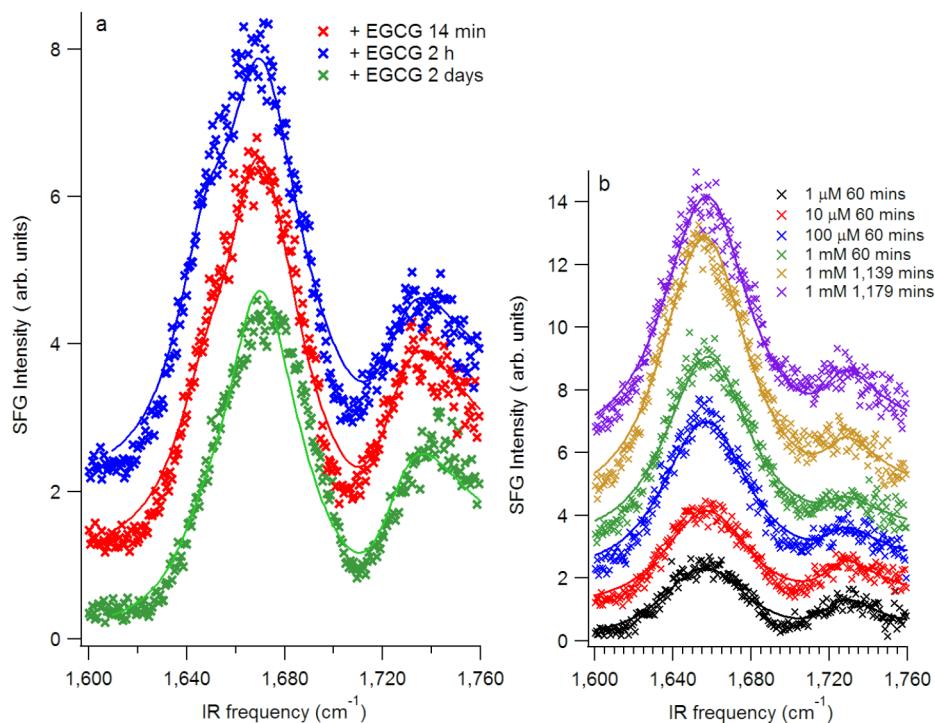 a
+ EGCG 14 min
+ EGCG 2 h
+ EGCG 2 days
8
6
4
2
0
SFG Intensity ( arb. units)
1,600
1,640
1,680
1,720
1,760
IR frequency (cm-1)
b
1 μM 60 mins
10 μM 60 mins
100 μM 60 mins
1 mM 60 mins
1 mM 1,139 mins
1 mM 1,179 mins
14
12
10
8
6
4
2
0
SFG Intensity ( arb. units)
1,600
1,640
1,680
1,720
1,760
IR frequency (cm-1)